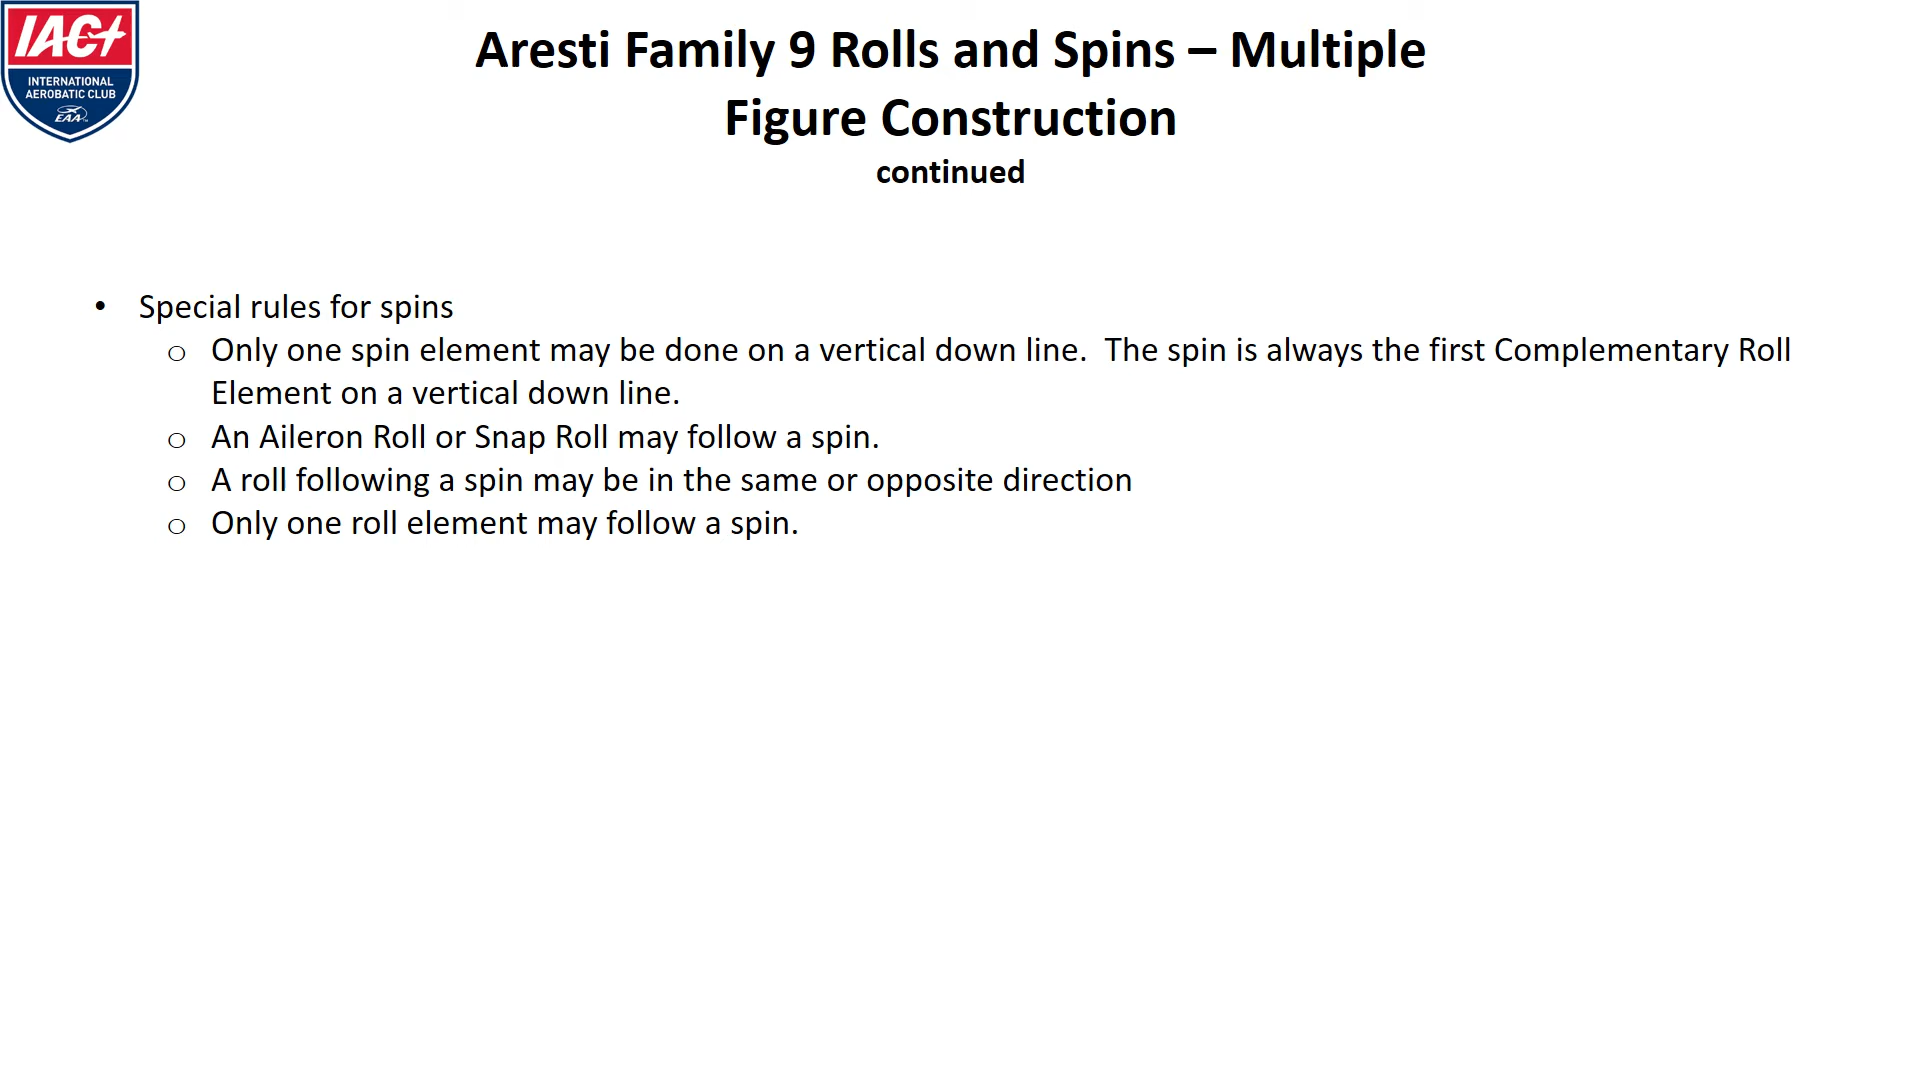 IAC
INTERNATIONAL
AEROBATIC CLUB
EAA
Aresti Family 9 Rolls and Spins – Multiple
Figure Construction
continued
• Special rules for spins
o Only one spin element may be done on a vertical down line.  The spin is always the first Complementary Roll
Element on a vertical down line.
o An Aileron Roll or Snap Roll may follow a spin.
o A roll following a spin may be in the same or opposite direction
o Only one roll element may follow a spin.